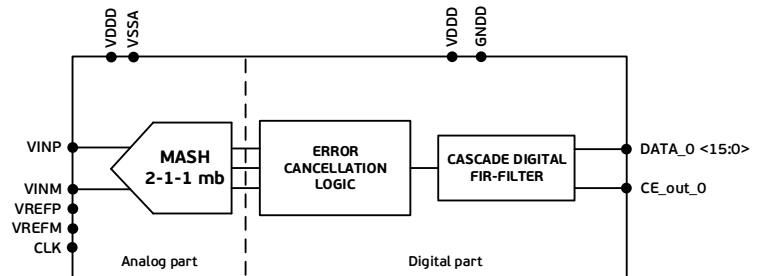 VDDD
VSSA
VDDD
GNDD
VINP
VINM
VREFP
VREFM
CLK
MASH
2-1-1 mb
ERROR
CANCELLATION
LOGIC
CASCADE DIGITAL
FIR-FILTER
DATA_0 <15:0>
CE_out_0
Analog part
Digital part